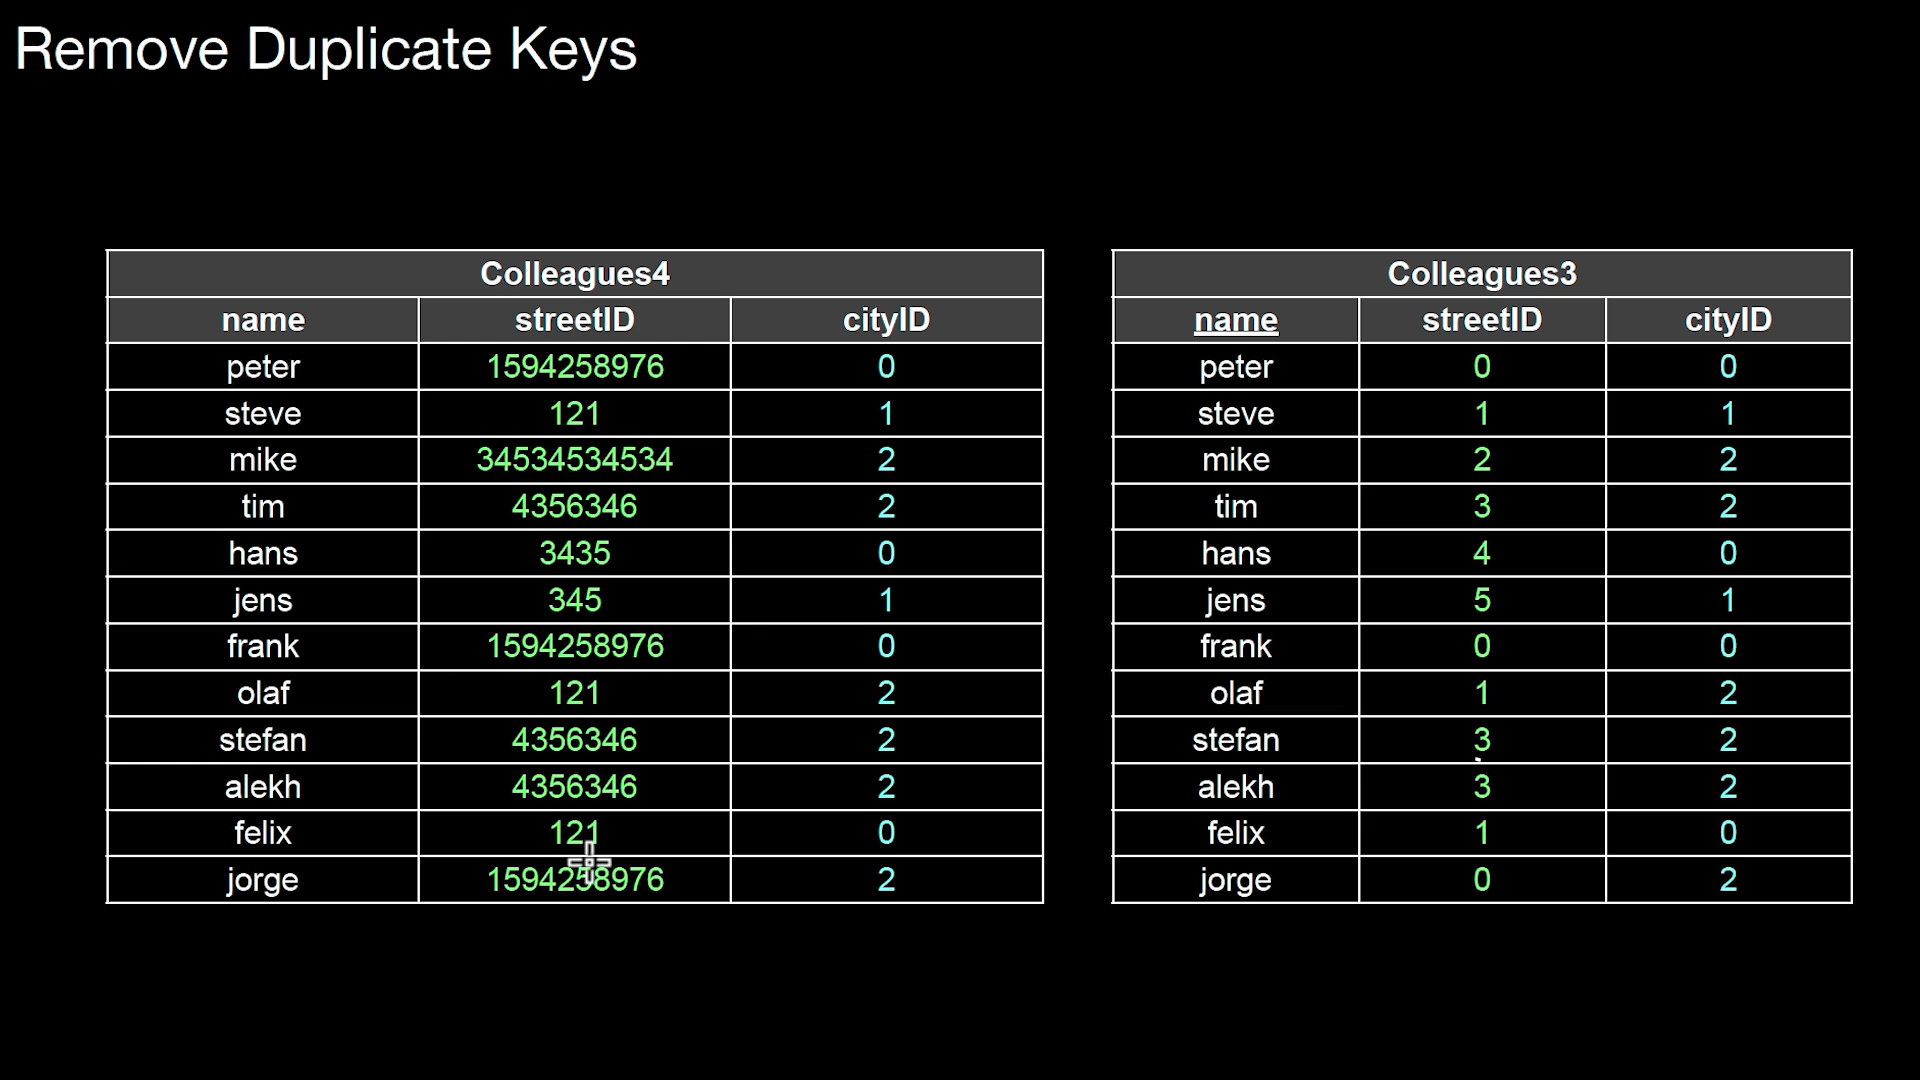 Remove Duplicate Keys
Colleagues4
name streetID cityID
peter 1594258976 0
steve 121 1
mike 34534534534 2
tim 4356346 2
hans 3435 0
jens 345 1
frank 1594258976 0
olaf 121 2
stefan 4356346 2
alekh 4356346 2
felix 121 0
jorge 1594258976 2
Colleagues3
name streetID cityID
peter 0 0
steve 1 1
mike 2 2
tim 3 2
hans 4 0
jens 5 1
frank 0 0
olaf 1 2
stefan 3 2
alekh 3 2
felix 1 0
jorge 0 2